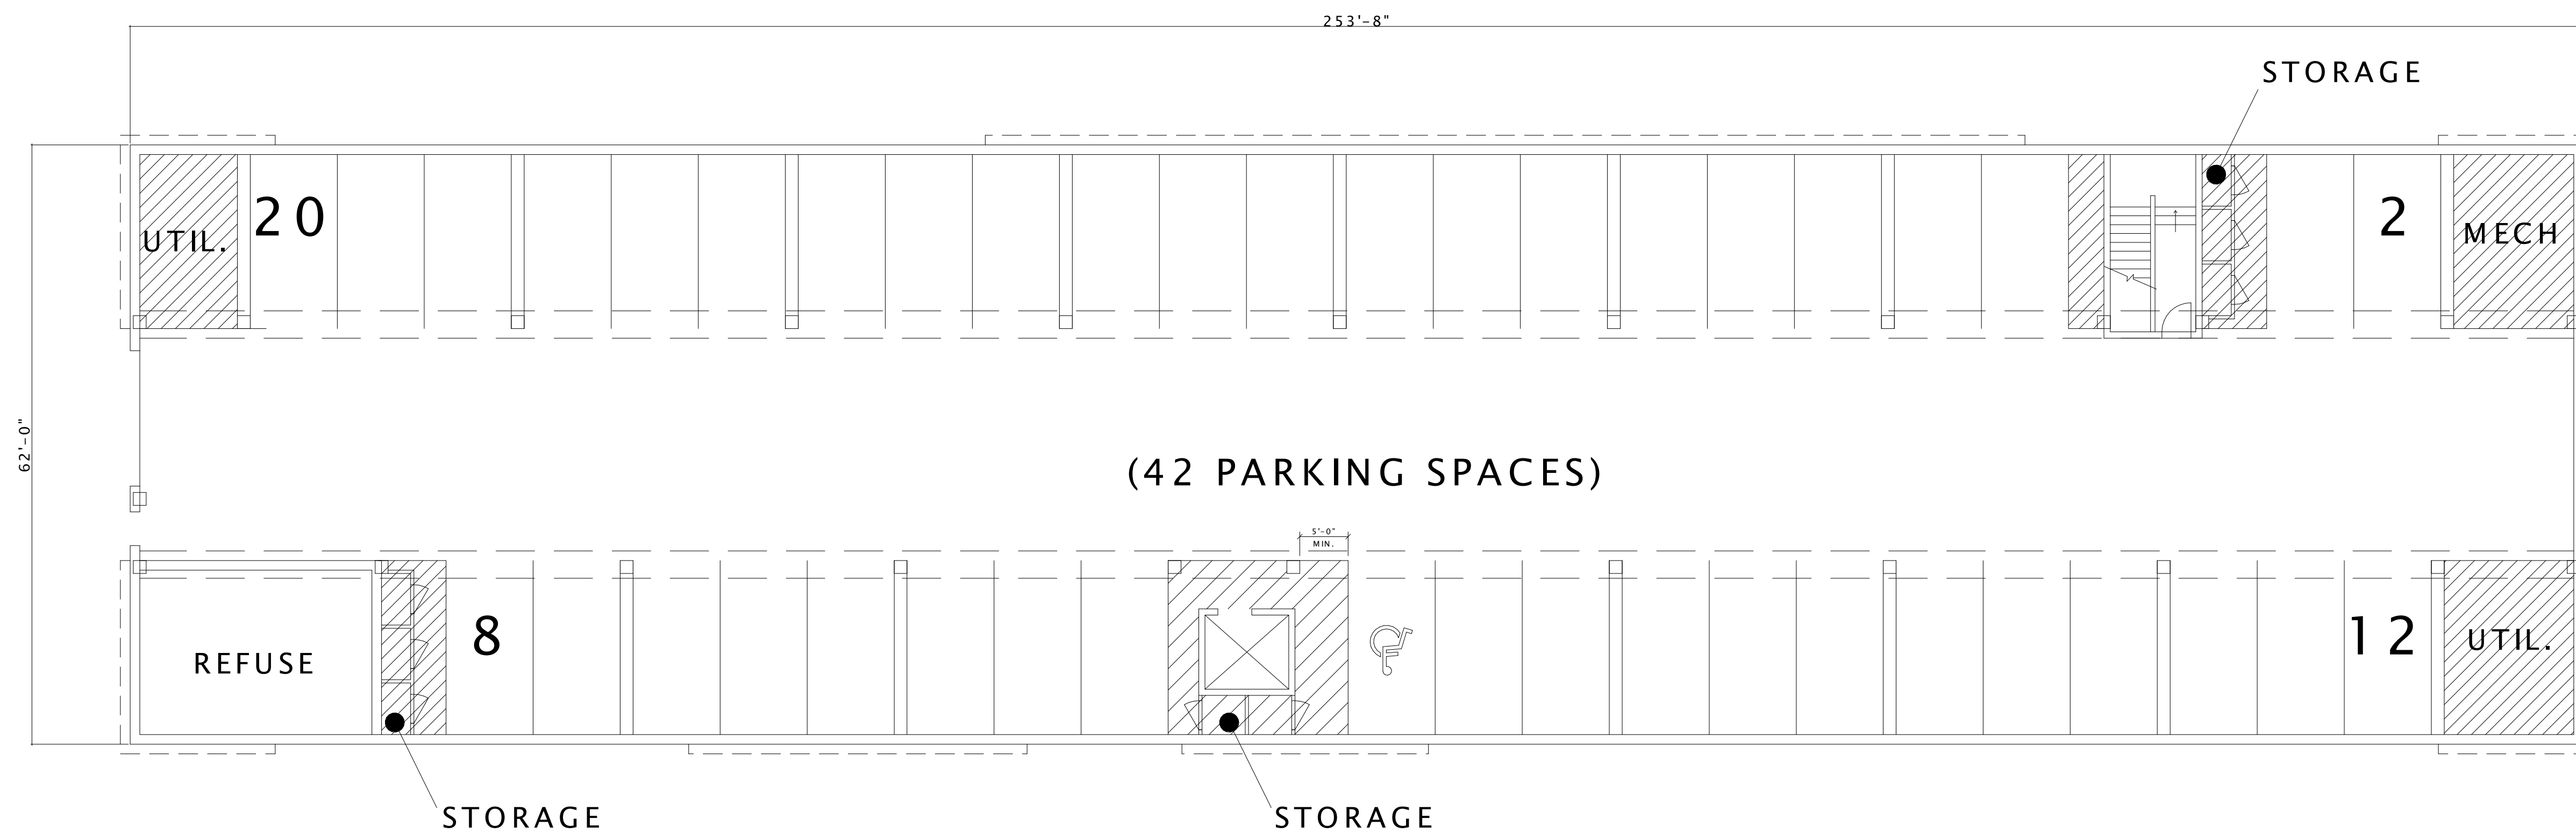 253'-8"
STORAGE
20
2
UTIL.
MECH
62'-0"
(42 PARKING SPACES)
5'-0"
MIN.
8
12
REFUSE
UTIL.
STORAGE
STORAGE